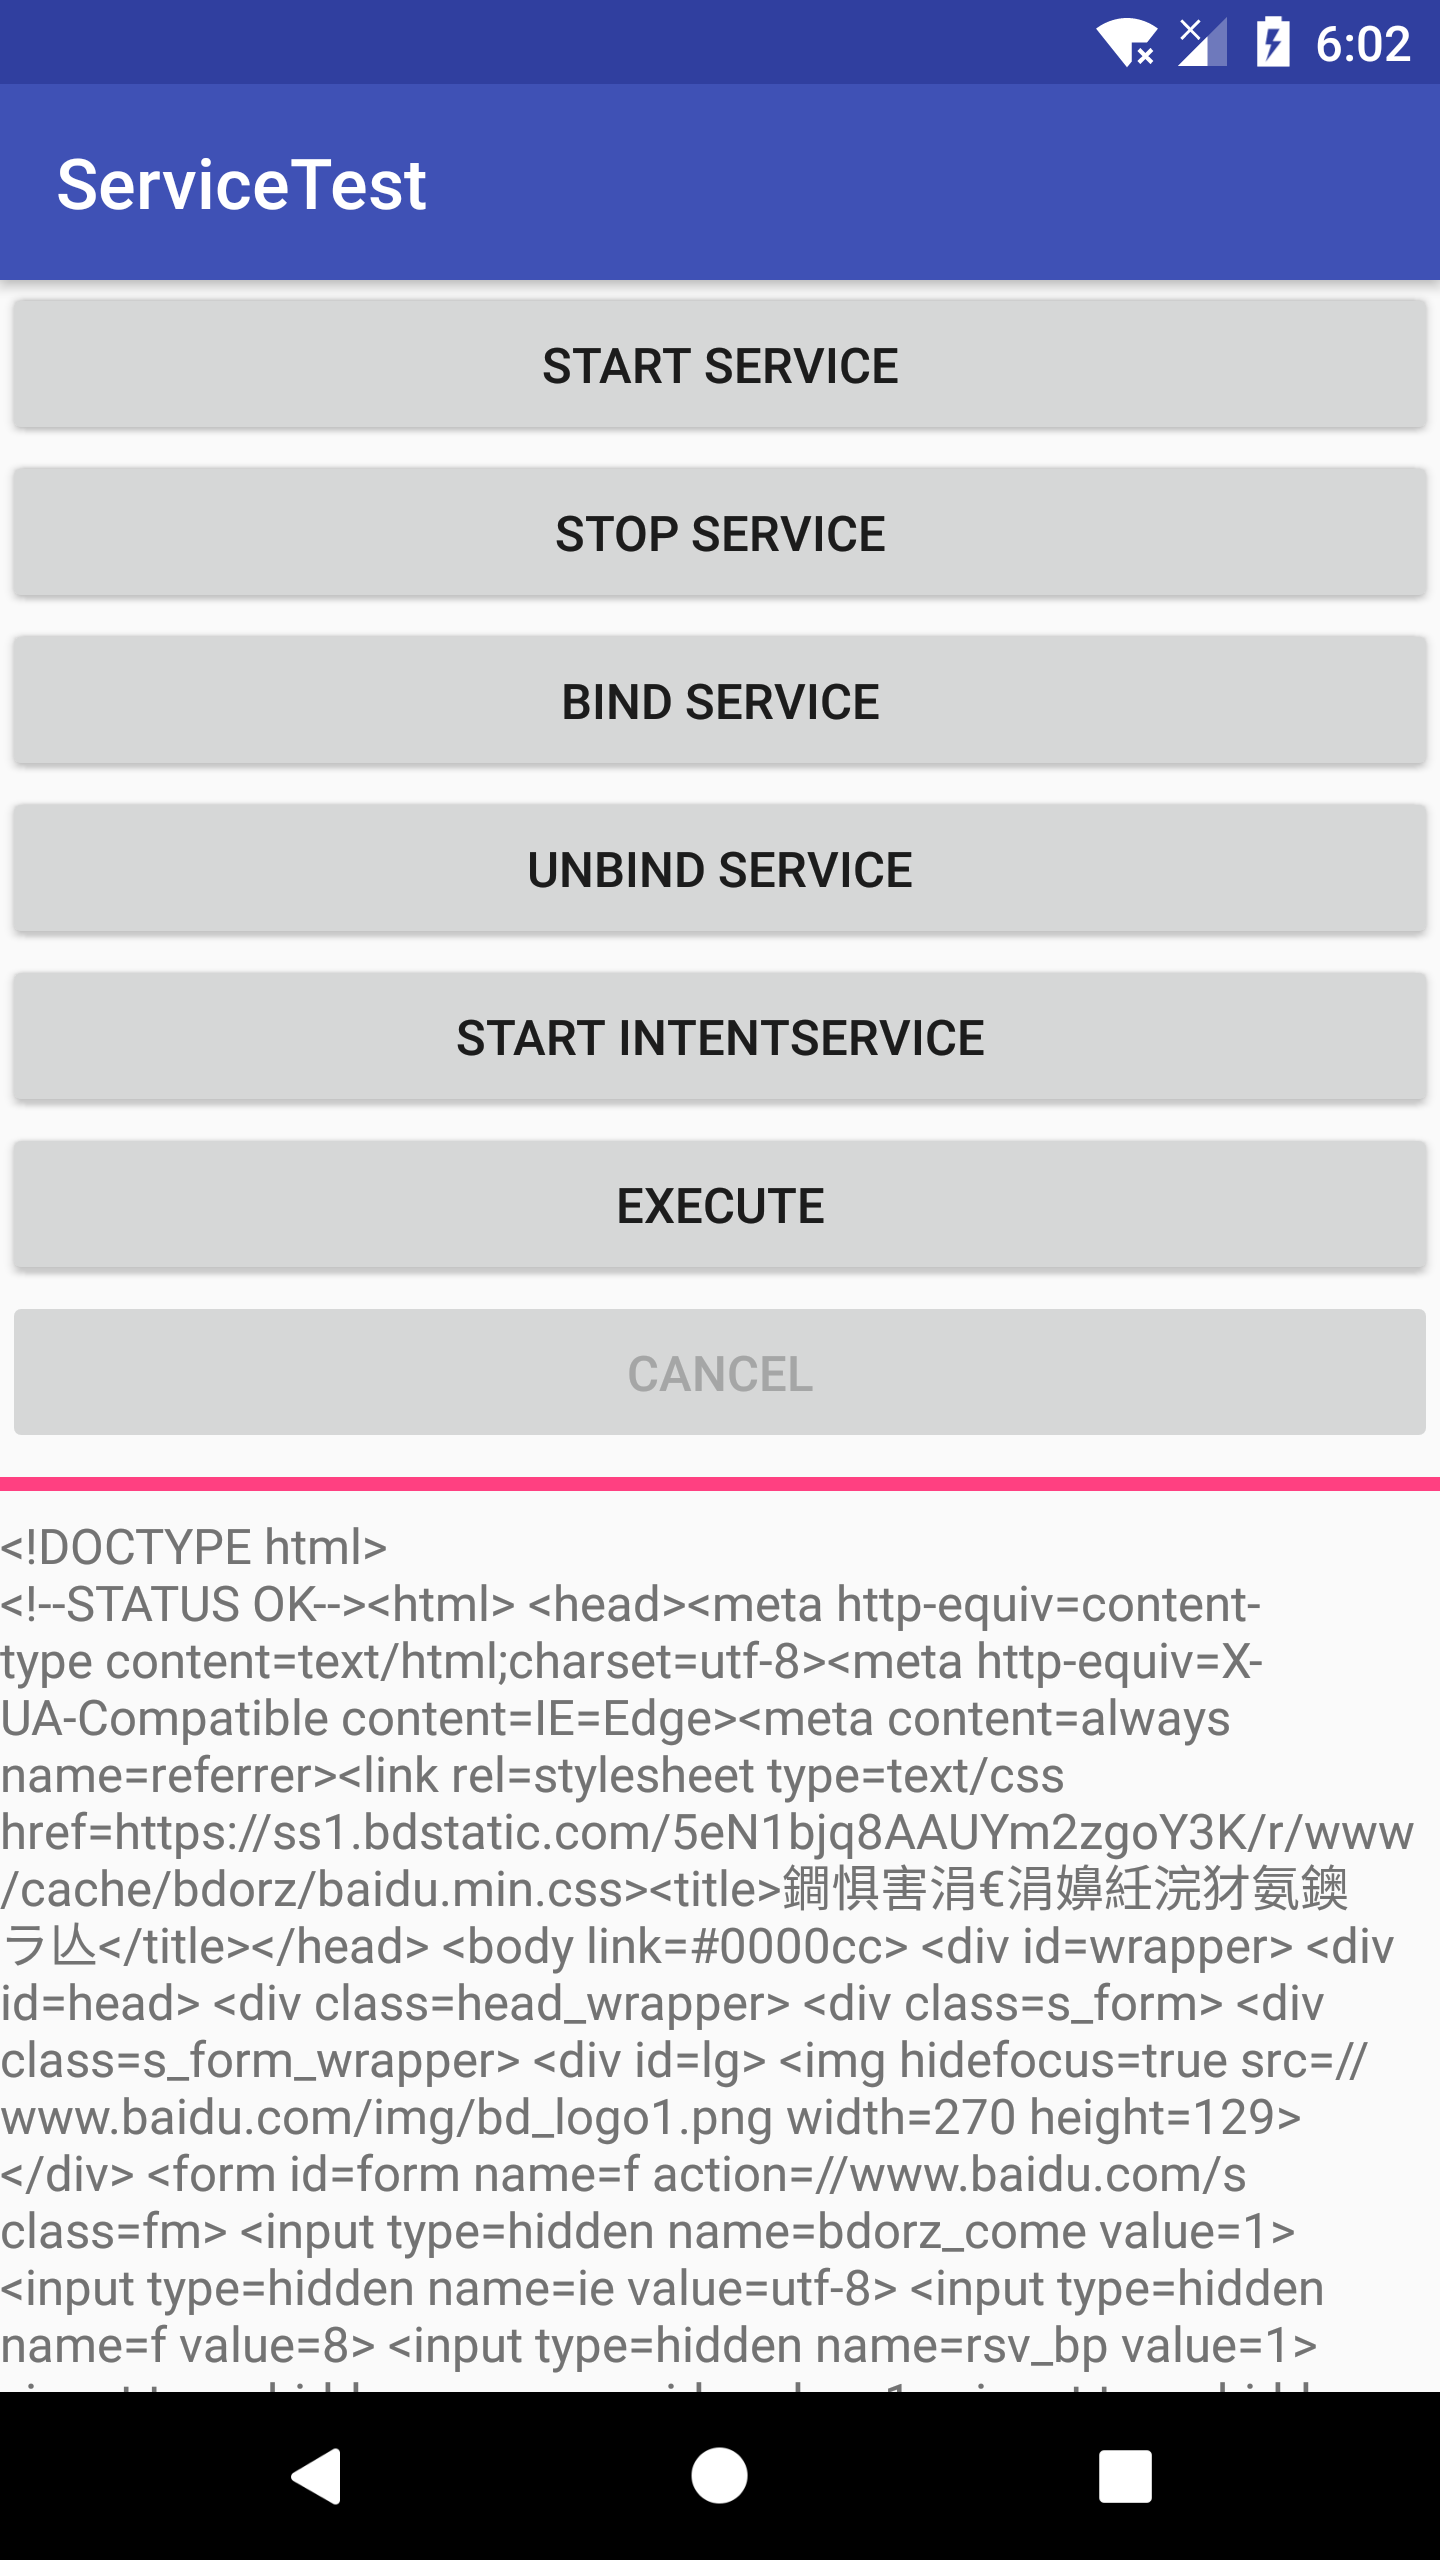 6:02
ServiceTest
START SERVICE
STOP SERVICE
BIND SERVICE
UNBIND SERVICE
START INTENTSERVICE
EXECUTE
CANCEL
<!DOCTYPE html>
<!--STATUS OK--><html> <head><meta http-equiv=content-
type content=text/html;charset=utf-8><meta http-equiv=X-
UA-Compatible content=IE=Edge><meta content=always
name=referrer><link rel=stylesheet type=text/css
href=https://ss1.bdstatic.com/5eN1bjq8AAUYm2zgoY3K/r/www
/cache/bdorz/baidu.min.css><title>鐧惧害涓€涓嬶紝浣犲氨鐭
ラ亾</title></head> <body link=#0000cc> <div id=wrapper> <div
id=head> <div class=head_wrapper> <div class=s_form> <div
class=s_form_wrapper> <div id=lg> <img hidefocus=true src=//
www.baidu.com/img/bd_logo1.png width=270 height=129>
</div> <form id=form name=f action=//www.baidu.com/s
class=fm> <input type=hidden name=bdorz_come value=1>
<input type=hidden name=ie value=utf-8> <input type=hidden
name=f value=8> <input type=hidden name=rsv_bp value=1>